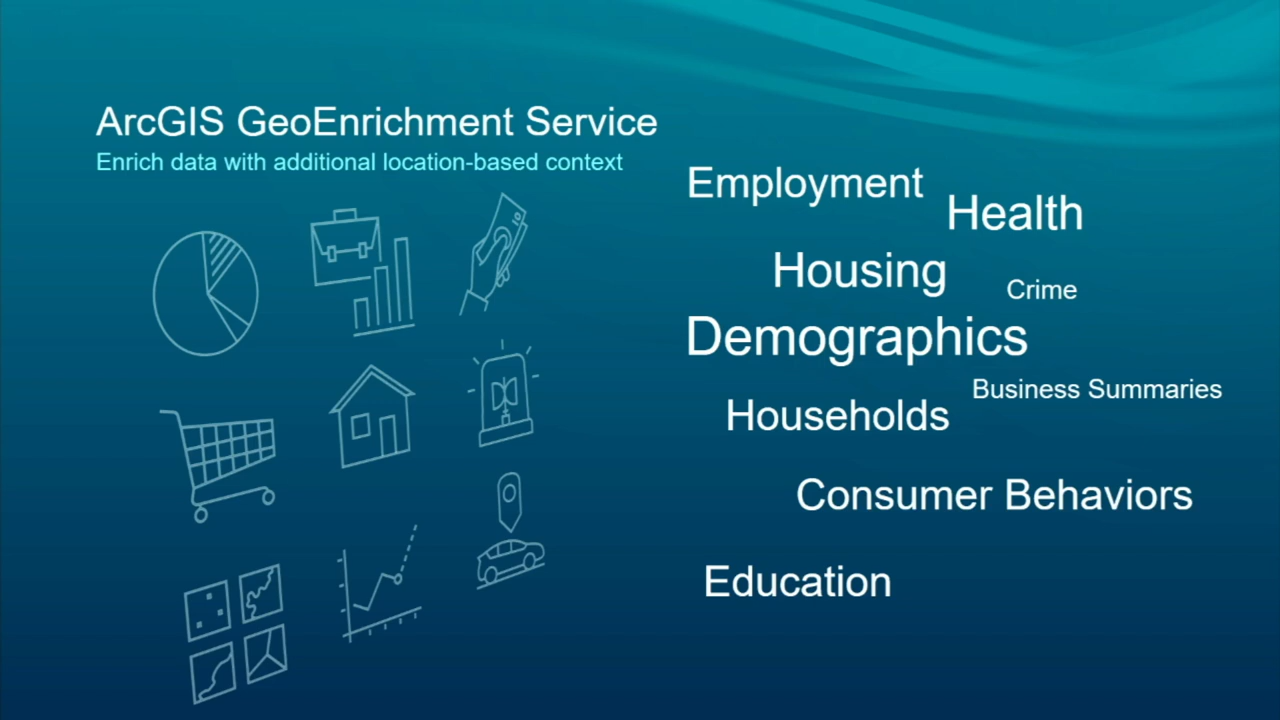 ArcGIS GeoEnrichment Service
Enrich data with additional location-based context
Employment
Health
Housing
Crime
Demographics
Business Summaries
Households
Consumer Behaviors
Education